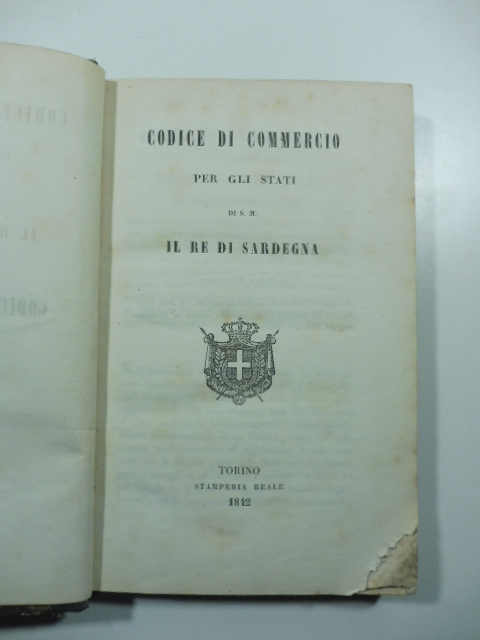 CODICE DI COMMERCIO
PER GLI STATI
DI S. M.
IL RE DI SARDEGNA
TORINO
STAMPERIA REALE
1842